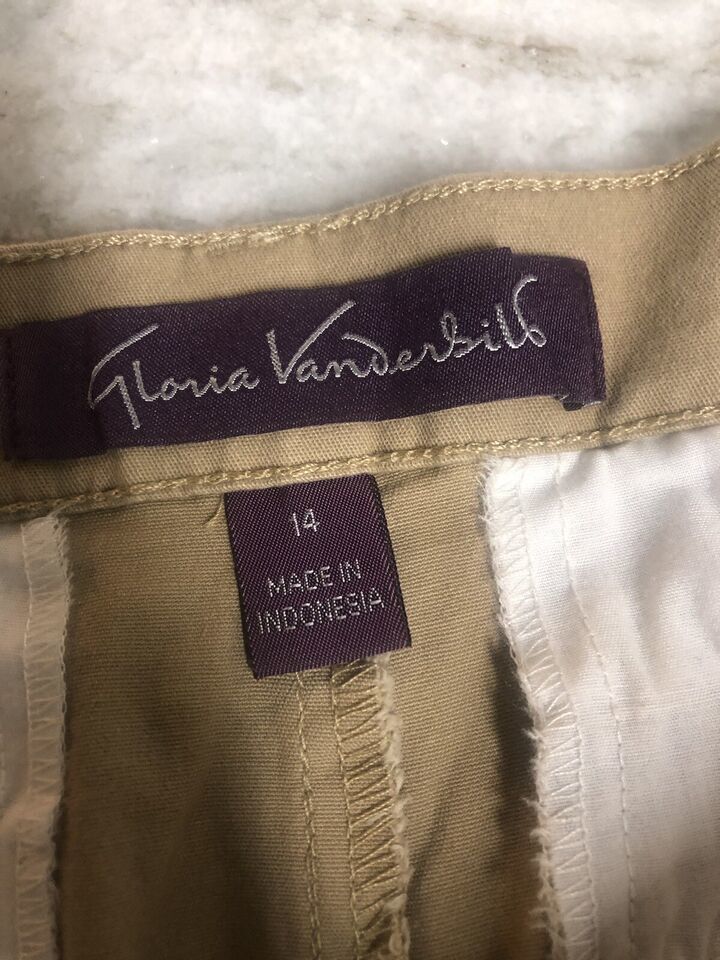 Gloria Vanderbilt
14
MADE IN
INDONESIA